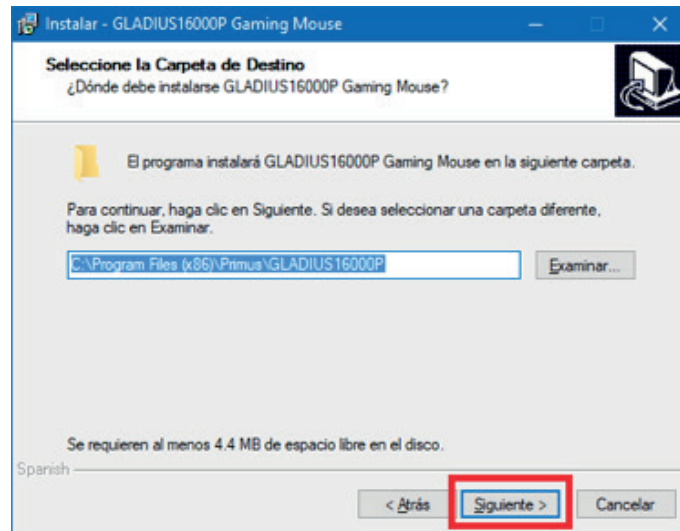 Instalar - GLADIUS16000P Gaming Mouse
Seleccione la Carpeta de Destino
¿Dónde debe instalarse GLADIUS16000P Gaming Mouse?
El programa instalará GLADIUS16000P Gaming Mouse en la siguiente carpeta.
Para continuar, haga clic en Siguiente. Si desea seleccionar una carpeta diferente,
haga clic en Examinar.
C:\Program Files (x86)\Primus\GLADIUS16000P
Examinar...
Se requieren al menos 4.4 MB de espacio libre en el disco.
Spanish
< Atrás
Siguiente >
Cancelar